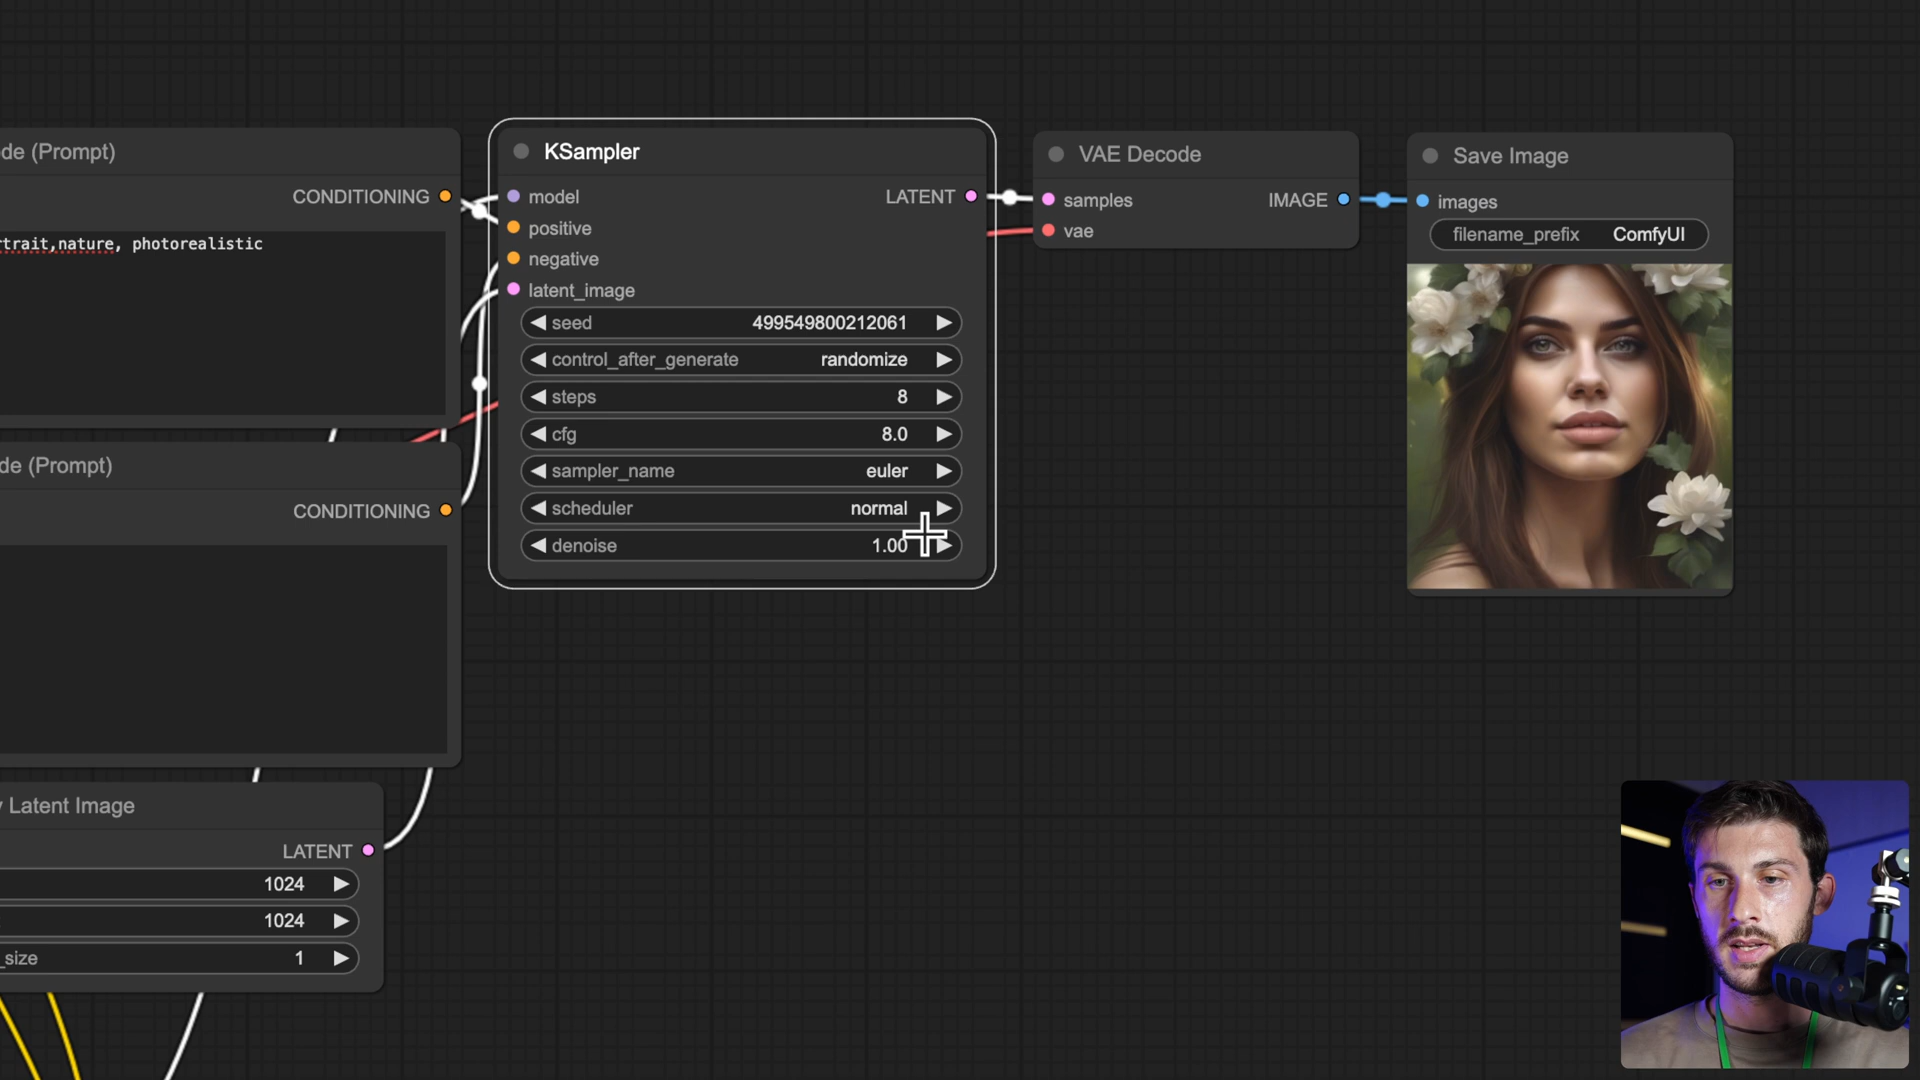 de (Prompt)
CONDITIONING
rtrait,nature, photorealistic
de (Prompt)
CONDITIONING
Latent Image
LATENT
1024
1024
_size 1
KSampler
model LATENT
positive
negative
latent_image
seed 499549800212061
control_after_generate randomize
steps 8
cfg 8.0
sampler_name euler
scheduler normal
denoise 1.00
VAE Decode
samples IMAGE
vae
Save Image
images
filename_prefix ComfyUI